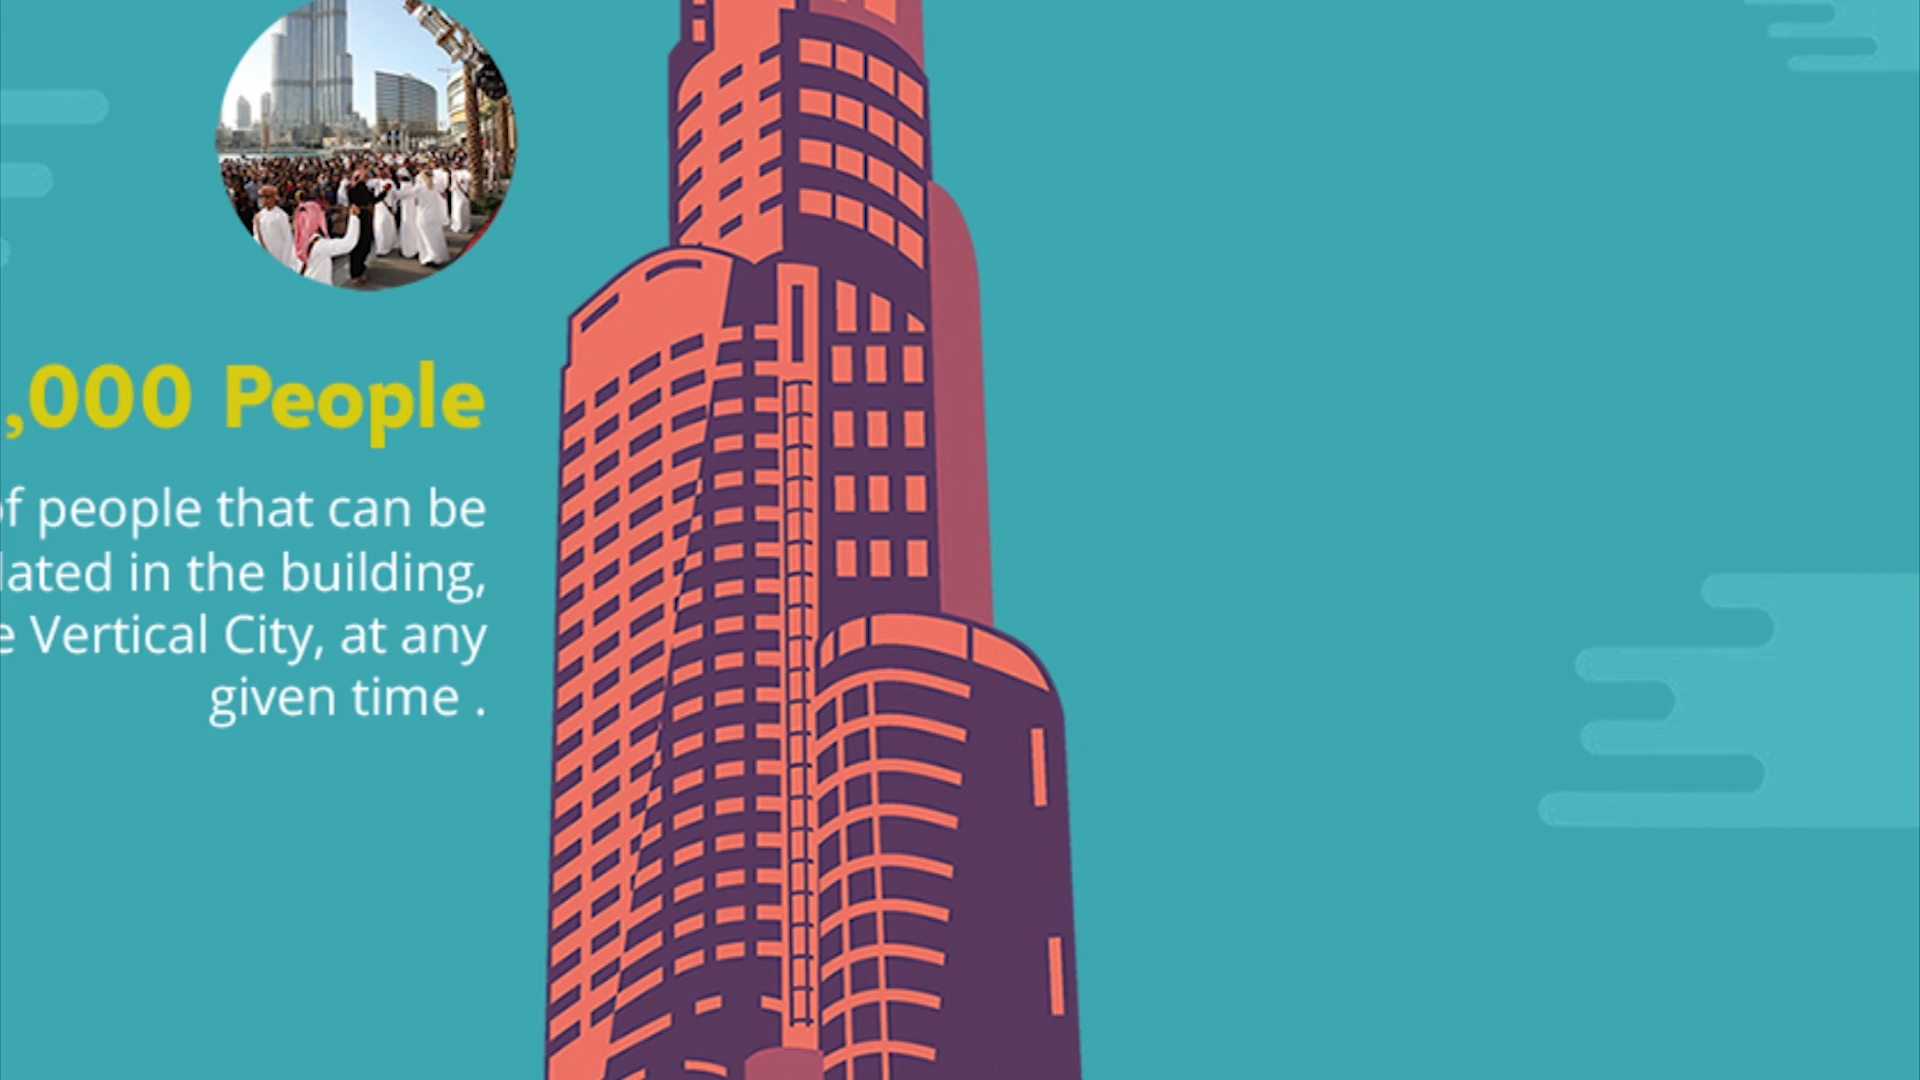 ,000 People
of people that can be
lated in the building,
e Vertical City, at any
given time .